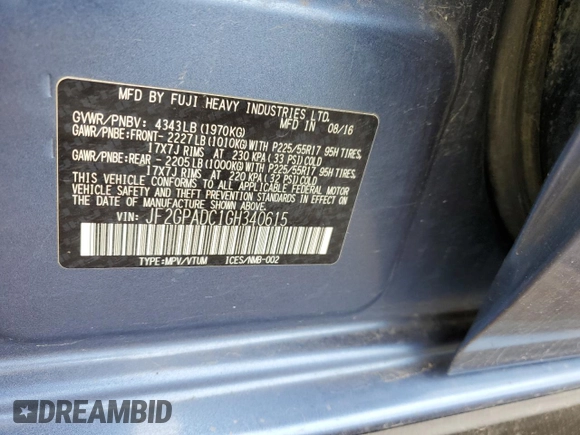 MFD BY FUJI HEAVY INDUSTRIES LTD.
GVWR/PNBV: 4343LB (1970KG) MFD IN 08/16
GAWR/PNBE:FRONT- 2227LB (1010KG) WITH P225/55R17 95H TIRES,
17X7J RIMS AT 230 KPA (33 PSI) COLD
GAWR/PNBE:REAR - 2205LB (1000KG) WITH P225/55R17 95H TIRES,
17X7J RIMS AT 220 KPA (32 PSI) COLD
THIS VEHICLE CONFORMS TO ALL APPLICABLE FEDERAL MOTOR
VEHICLE SAFETY AND BUMPER STANDARDS IN EFFECT ON THE
DATE OF MANUFACTURE SHOWN ABOVE.
VIN: JF2GPADC1GH340615
TYPE:MPV/VTUM ICES/NMB-002
DREAMBID